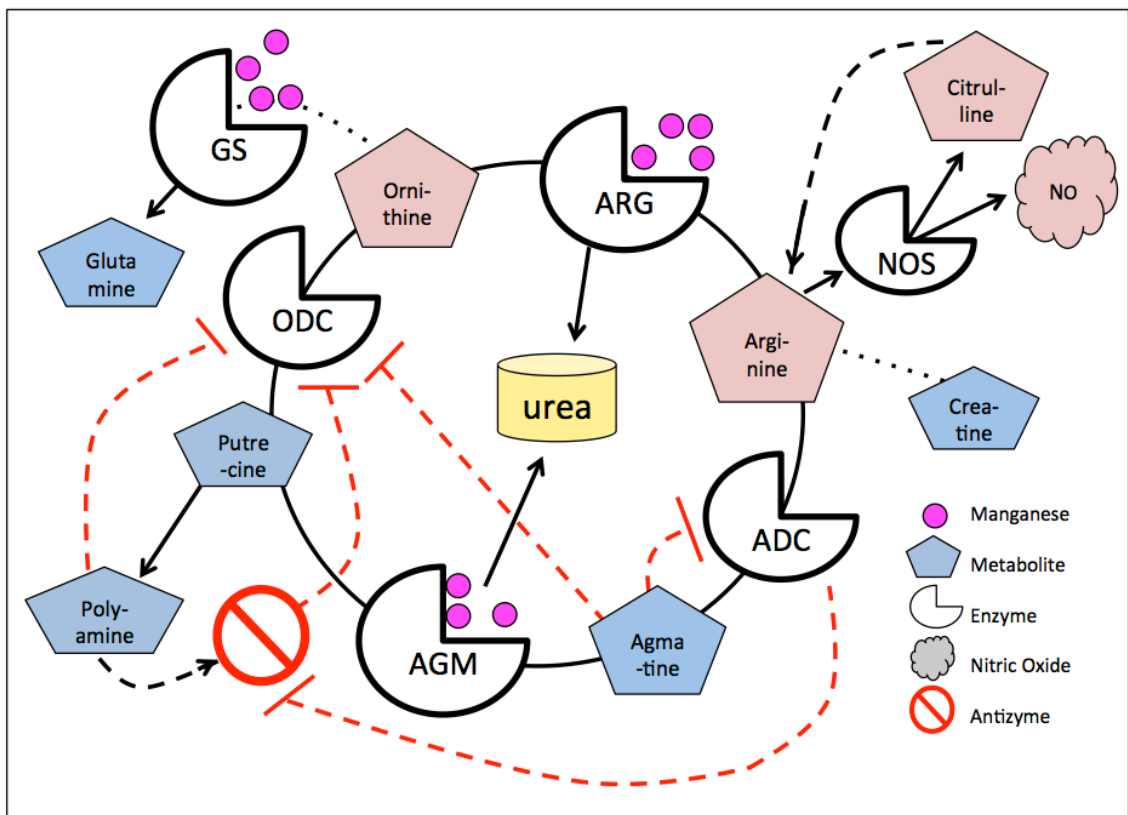 GS
Citrul-
line
Orni-
thine
ARG
NO
NOS
Gluta
mine
ODC
Argi-
nine
urea
Crea-
tine
Putre
-cine
ADC
Poly-
amine
AGM
Agma
-tine
Manganese
Metabolite
Enzyme
Nitric Oxide
Antizyme